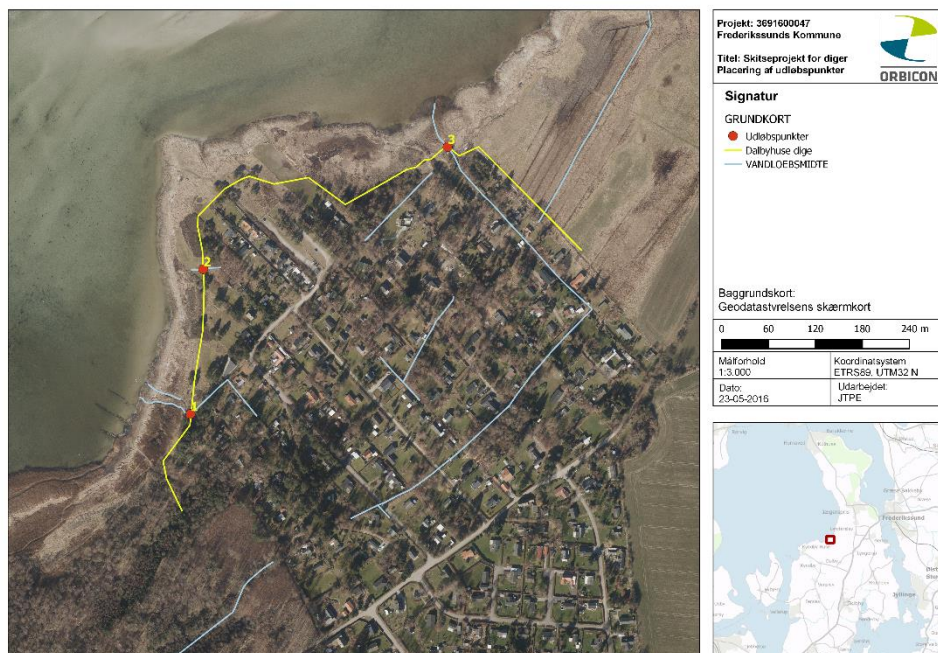 3
2
1
Projekt: 3691600047
Frederikssunds Kommune
Titel: Skitseprojekt for diger
Placering af udløbspunkter
ORBICON
Signatur
GRUNDKORT
Udløbspunkter
Dalbyhuse dige
VANDLOEBSMIDTE
Baggrundskort:
Geodatastyrelsens skærmkort
0 60 120 180 240 m
Målforhold
1:3.000
Koordinatsystem
ETRS89, UTM32 N
Dato:
23-05-2016
Udarbejdet:
JTPE
Frederikssund
Jyllinge